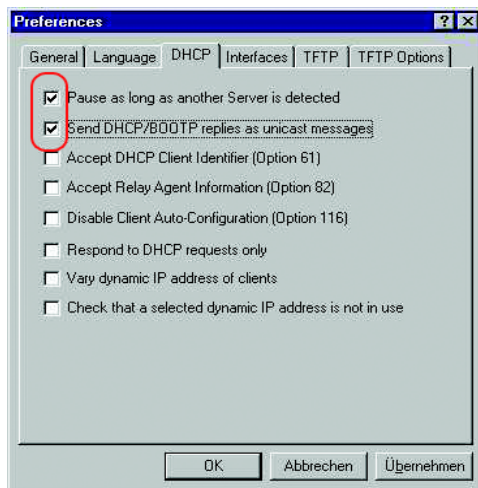 Preferences
General Language DHCP Interfaces TFTP TFTP Options
Pause as long as another Server is detected
Send DHCP/BOOTP replies as unicast messages
Accept DHCP Client Identifier (Option 61)
Accept Relay Agent Information (Option 82)
Disable Client Auto-Configuration (Option 116)
Respond to DHCP requests only
Vary dynamic IP address of clients
Check that a selected dynamic IP address is not in use
OK Abbrechen Übernehmen